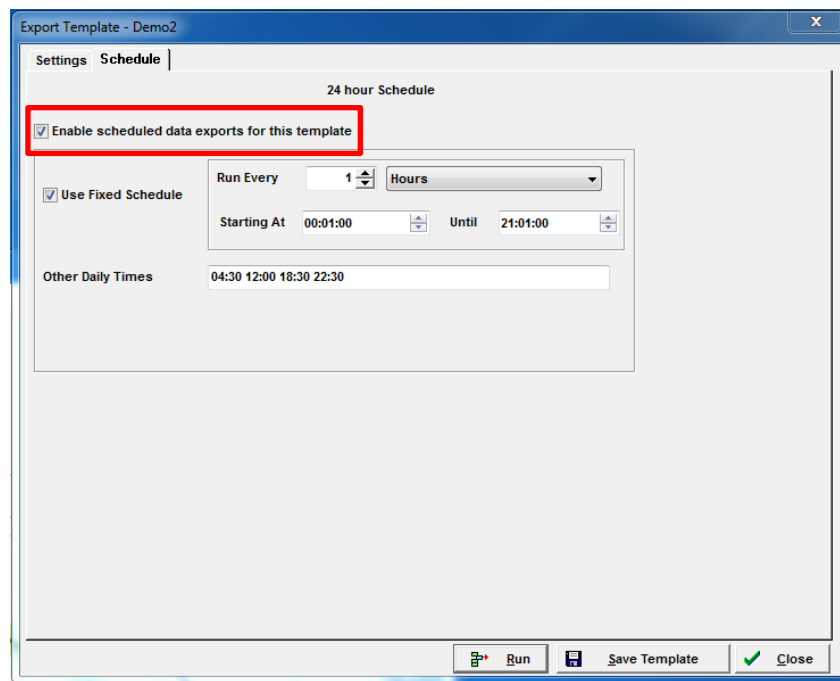 Export Template - Demo2
x
Settings Schedule
24 hour Schedule
Enable scheduled data exports for this template
Run Every 1 Hours
Use Fixed Schedule
Starting At 00:01:00 Until 21:01:00
Other Daily Times 04:30 12:00 18:30 22:30
Run Save Template Close